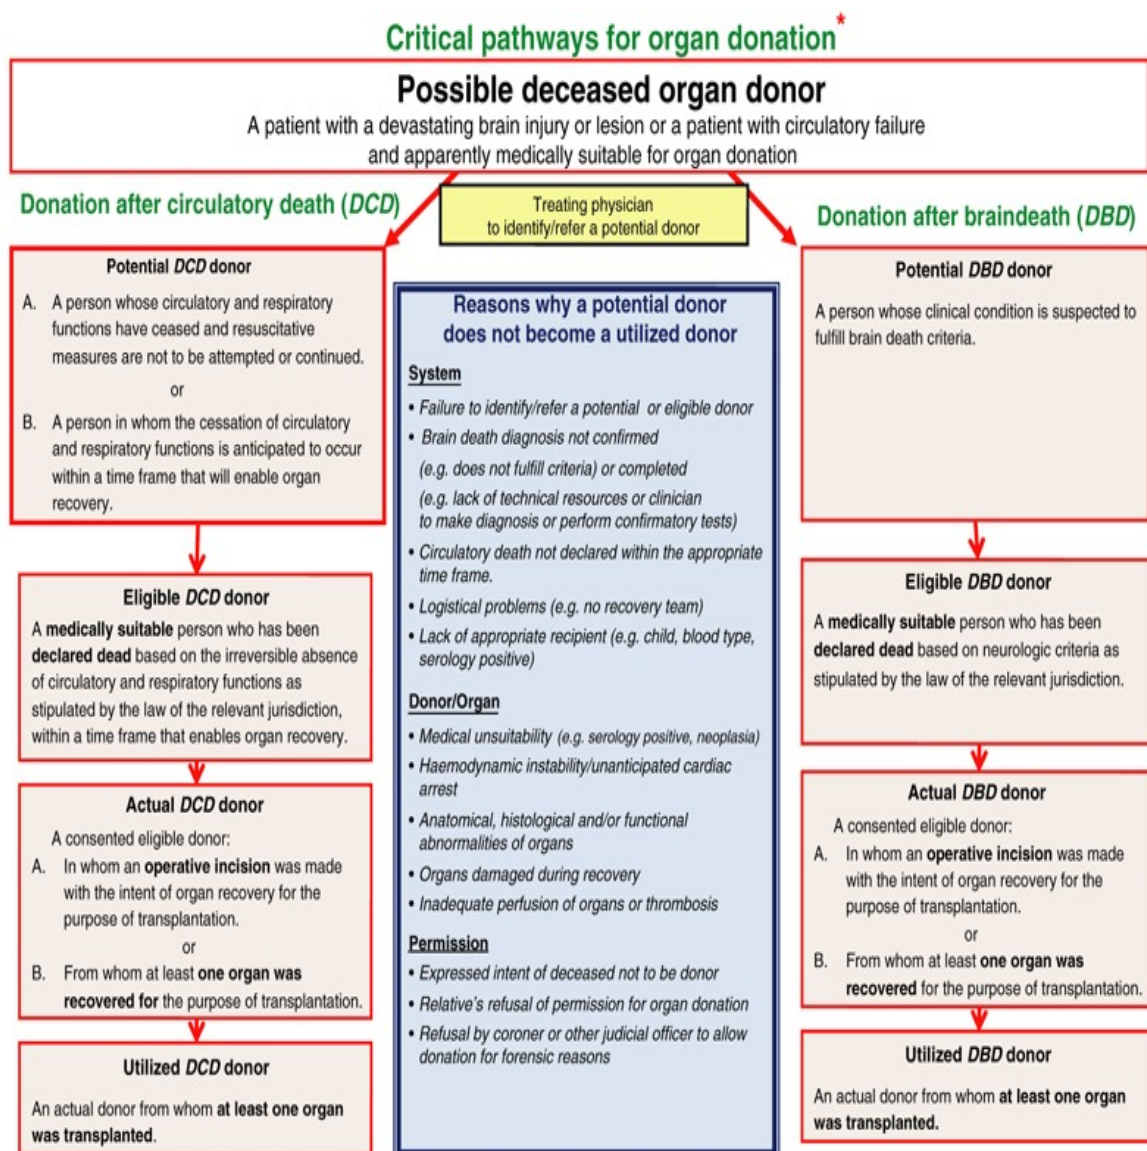 Critical pathways for organ donation*
Possible deceased organ donor
A patient with a devastating brain injury or lesion or a patient with circulatory failure
and apparently medically suitable for organ donation
Treating physician
to identify/refer a potential donor
Donation after circulatory death (DCD)
Potential DCD donor
A. A person whose circulatory and respiratory
functions have ceased and resuscitative
measures are not to be attempted or continued.
or
B. A person in whom the cessation of circulatory
and respiratory functions is anticipated to occur
within a time frame that will enable organ
recovery.
Eligible DCD donor
A medically suitable person who has been
declared dead based on the irreversible absence
of circulatory and respiratory functions as
stipulated by the law of the relevant jurisdiction,
within a time frame that enables organ recovery.
Actual DCD donor
A consented eligible donor:
A. In whom an operative incision was made
with the intent of organ recovery for the
purpose of transplantation.
or
B. From whom at least one organ was
recovered for the purpose of transplantation.
Utilized DCD donor
An actual donor from whom at least one organ
was transplanted.
Reasons why a potential donor
does not become a utilized donor
System
• Failure to identify/refer a potential or eligible donor
• Brain death diagnosis not confirmed
(e.g. does not fulfill criteria) or completed
(e.g. lack of technical resources or clinician
to make diagnosis or perform confirmatory tests)
• Circulatory death not declared within the appropriate
time frame.
• Logistical problems (e.g. no recovery team)
• Lack of appropriate recipient (e.g. child, blood type,
serology positive)
Donor/Organ
• Medical unsuitability (e.g. serology positive, neoplasia)
• Haemodynamic instability/unanticipated cardiac
arrest
• Anatomical, histological and/or functional
abnormalities of organs
• Organs damaged during recovery
• Inadequate perfusion of organs or thrombosis
Permission
• Expressed intent of deceased not to be donor
• Relative's refusal of permission for organ donation
• Refusal by coroner or other judicial officer to allow
donation for forensic reasons
Donation after braindeath (DBD)
Potential DBD donor
A person whose clinical condition is suspected to
fulfill brain death criteria.
Eligible DBD donor
A medically suitable person who has been
declared dead based on neurologic criteria as
stipulated by the law of the relevant jurisdiction.
Actual DBD donor
A consented eligible donor:
A. In whom an operative incision was made
with the intent of organ recovery for the
purpose of transplantation.
or
B. From whom at least one organ was
recovered for the purpose of transplantation.
Utilized DBD donor
An actual donor from whom at least one organ
was transplanted.